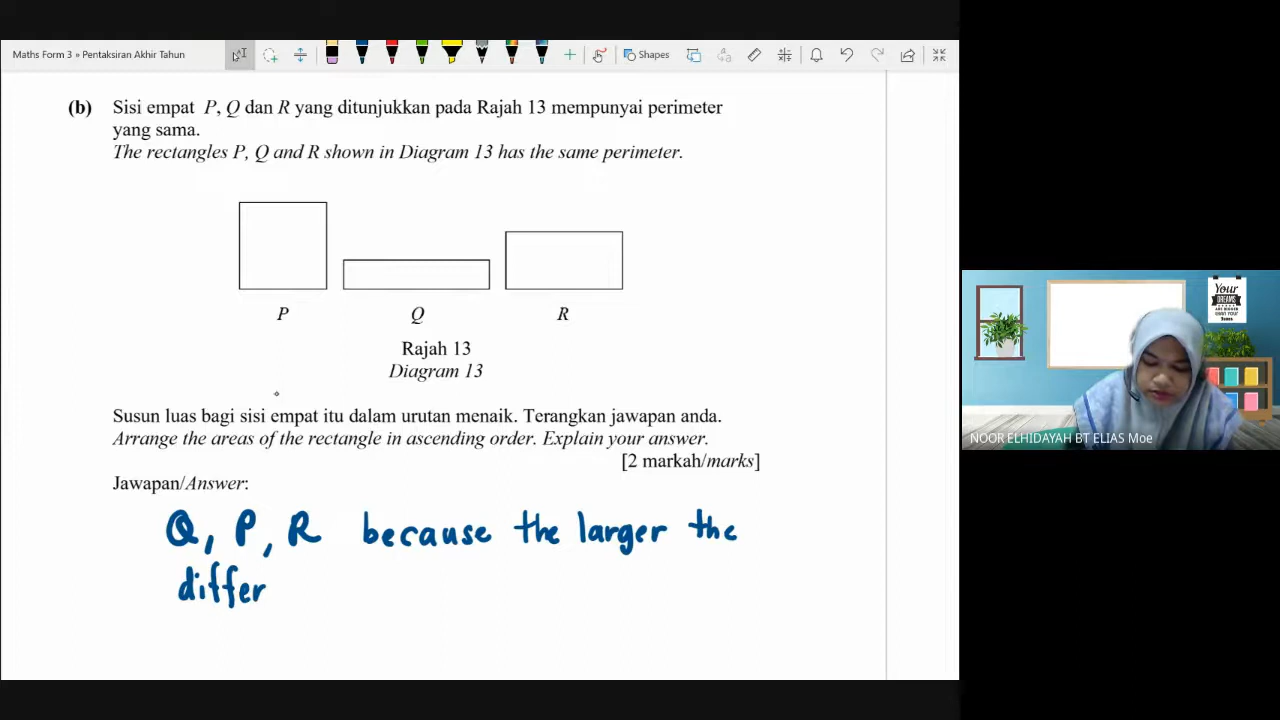 Maths Form 3 » Pentaksiran Akhir Tahun
Shapes
(b) Sisi empat P, Q dan R yang ditunjukkan pada Rajah 13 mempunyai perimeter
yang sama.
The rectangles P, Q and R shown in Diagram 13 has the same perimeter.
P Q R
Rajah 13
Diagram 13
Susun luas bagi sisi empat itu dalam urutan menaik. Terangkan jawapan anda.
Arrange the areas of the rectangle in ascending order. Explain your answer.
[2 markah/marks]
Jawapan/Answer:
Q, P, R because the larger the
differ
Your
DREAMS
NOOR ELHIDAYAH BT ELIAS Moe